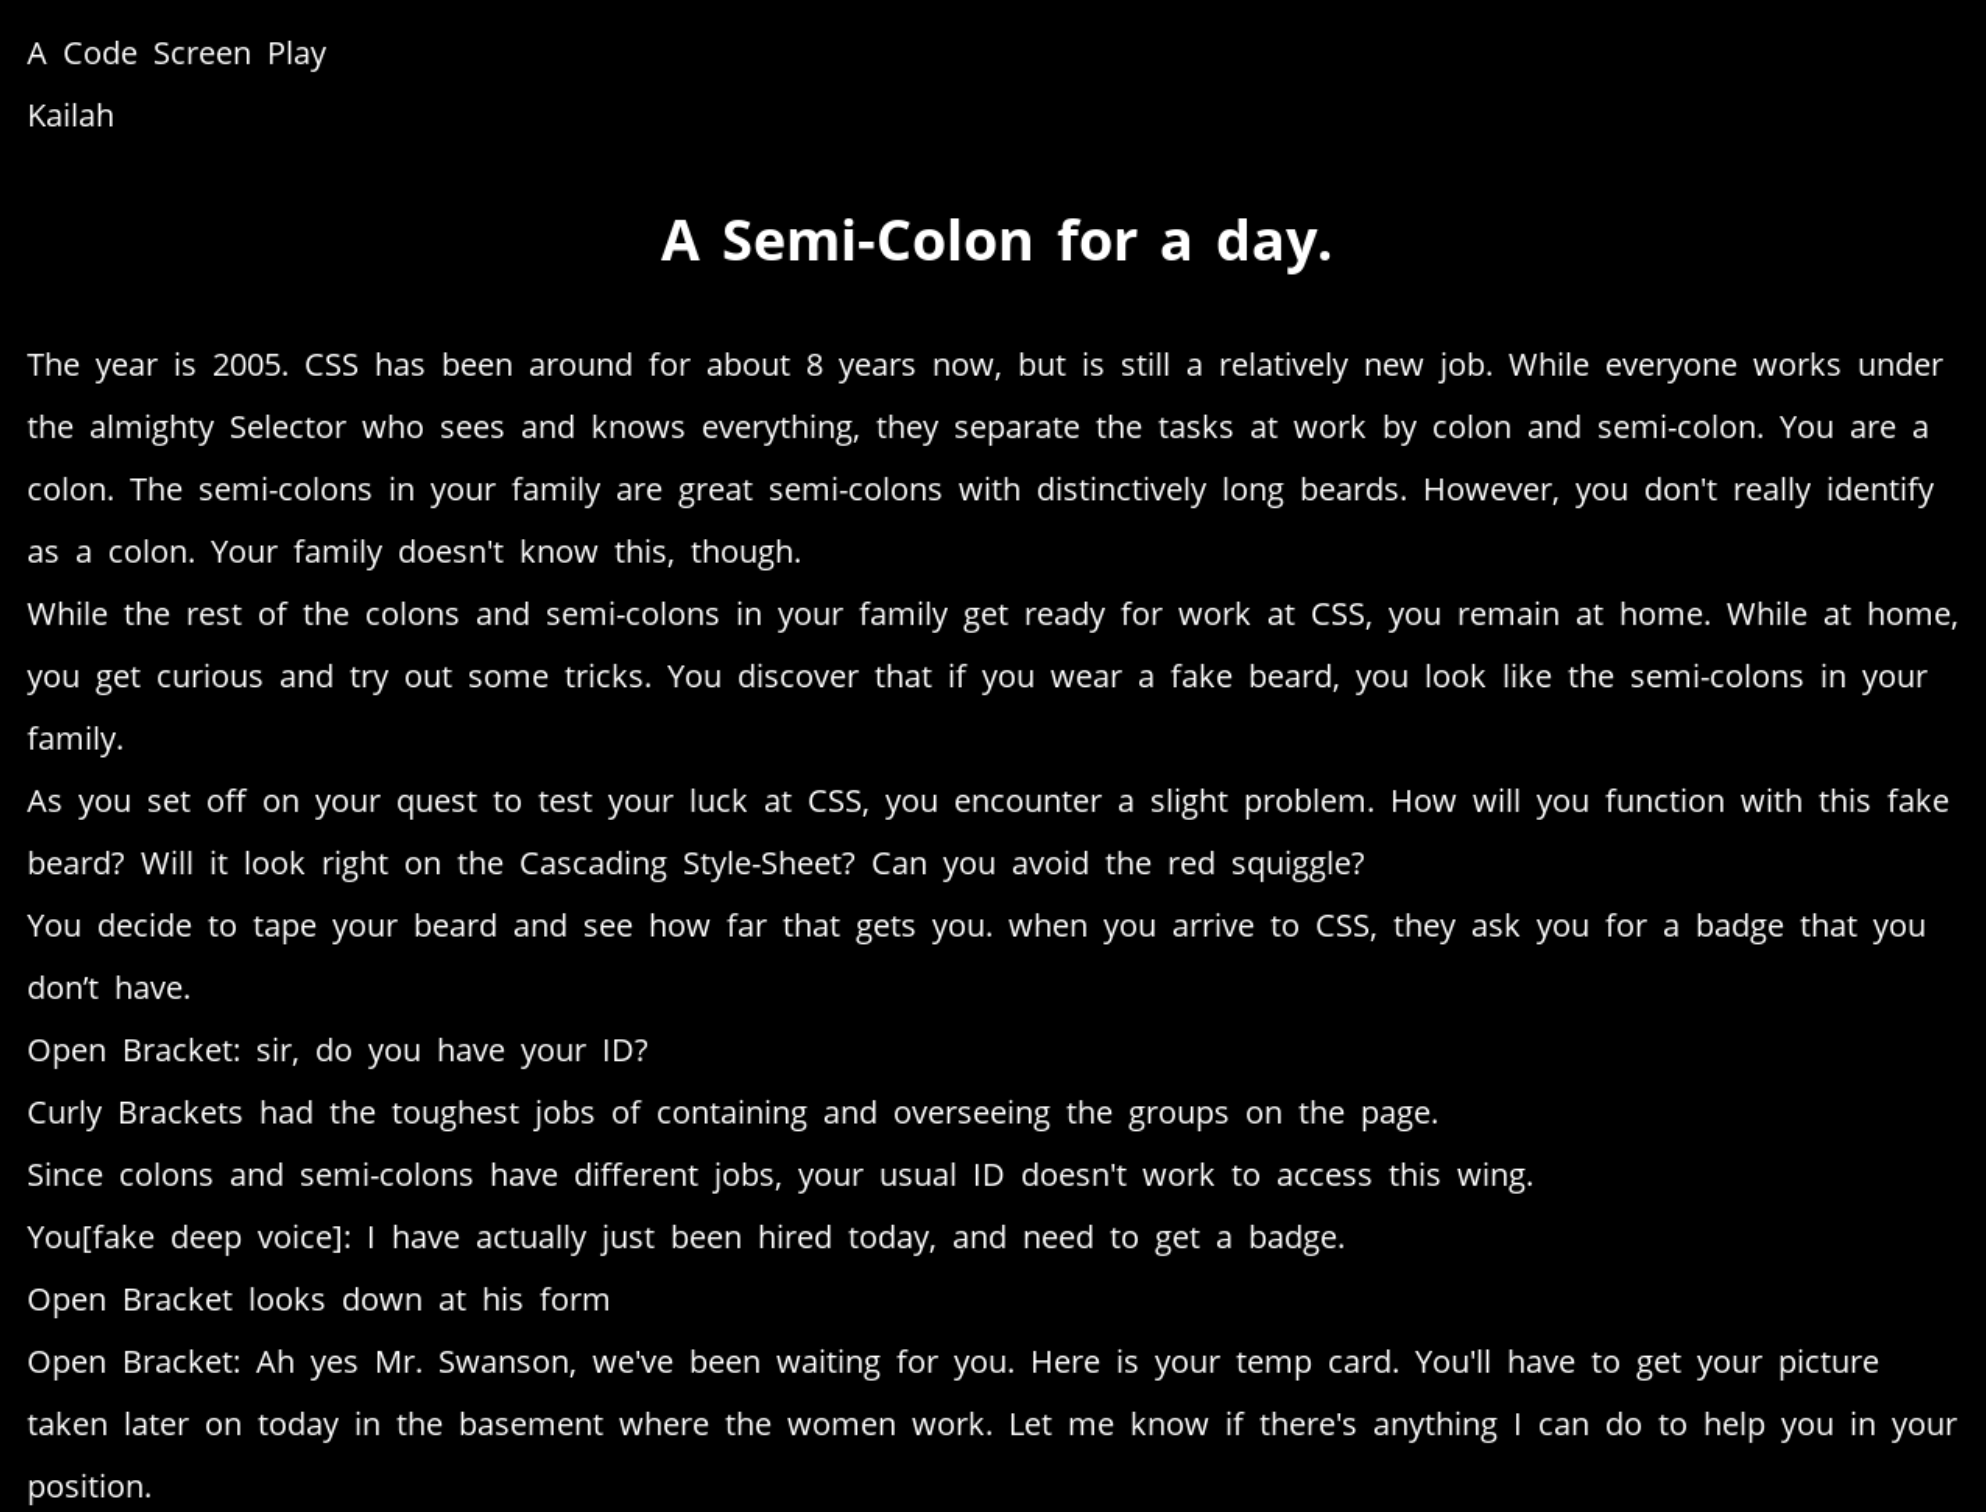 A Code Screen Play
Kailah
A Semi-Colon for a day.
The year is 2005. CSS has been around for about 8 years now, but is still a relatively new job. While everyone works under
the almighty Selector who sees and knows everything, they separate the tasks at work by colon and semi-colon. You are a
colon. The semi-colons in your family are great semi-colons with distinctively long beards. However, you don't really identify
as a colon. Your family doesn't know this, though.
While the rest of the colons and semi-colons in your family get ready for work at CSS, you remain at home. While at home,
you get curious and try out some tricks. You discover that if you wear a fake beard, you look like the semi-colons in your
family.
As you set off on your quest to test your luck at CSS, you encounter a slight problem. How will you function with this fake
beard? Will it look right on the Cascading Style-Sheet? Can you avoid the red squiggle?
You decide to tape your beard and see how far that gets you. when you arrive to CSS, they ask you for a badge that you
don’t have.
Open Bracket: sir, do you have your ID?
Curly Brackets had the toughest jobs of containing and overseeing the groups on the page.
Since colons and semi-colons have different jobs, your usual ID doesn't work to access this wing.
You[fake deep voice]: I have actually just been hired today, and need to get a badge.
Open Bracket looks down at his form
Open Bracket: Ah yes Mr. Swanson, we've been waiting for you. Here is your temp card. You'll have to get your picture
taken later on today in the basement where the women work. Let me know if there's anything I can do to help you in your
position.